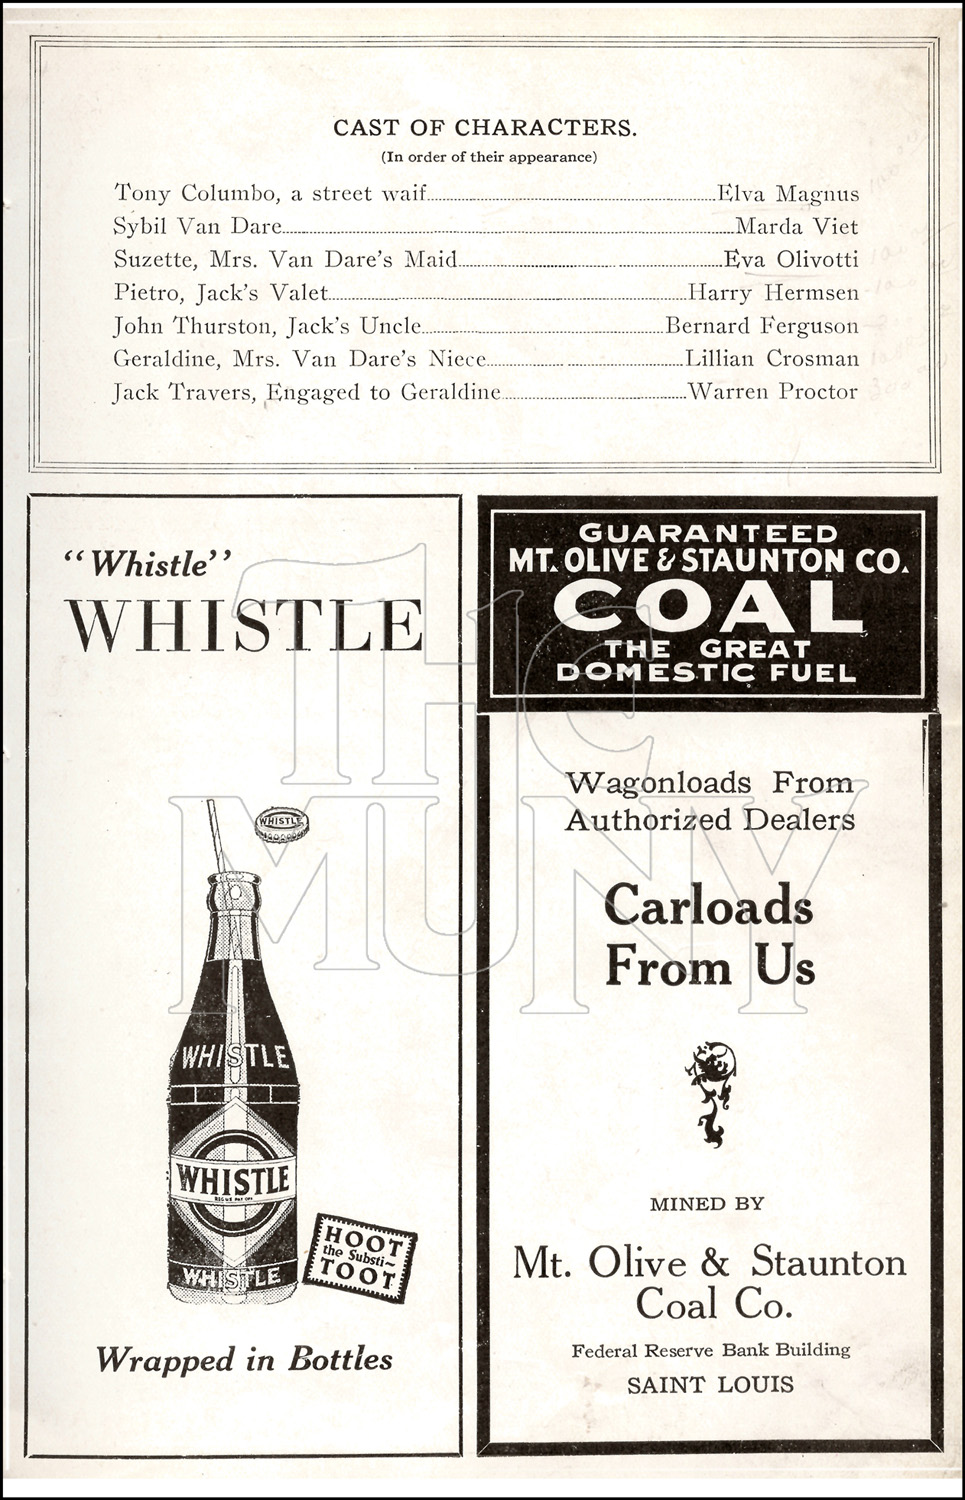 CAST OF CHARACTERS.
(In order of their appearance)
Tony Columbo, a street waif Elva Magnus
Sybil Van Dare Marda Viet
Suzette, Mrs. Van Dare's Maid Eva Olivotti
Pietro, Jack's Valet Harry Hermsen
John Thurston, Jack's Uncle Bernard Ferguson
Geraldine, Mrs. Van Dare's Niece Lillian Crosman
Jack Travers, Engaged to Geraldine Warren Proctor
"Whistle"
WHISTLE
WHISTLE
WHISTLE
WHISTLE
REG US PAT OFF
WHISTLE
HOOT
the Substi~
TOOT
Wrapped in Bottles
GUARANTEED
MT. OLIVE & STAUNTON CO.
COAL
THE GREAT
DOMESTIC FUEL
Wagonloads From
Authorized Dealers
Carloads
From Us
MINED BY
Mt. Olive & Staunton
Coal Co.
Federal Reserve Bank Building
SAINT LOUIS
THE
MUNY